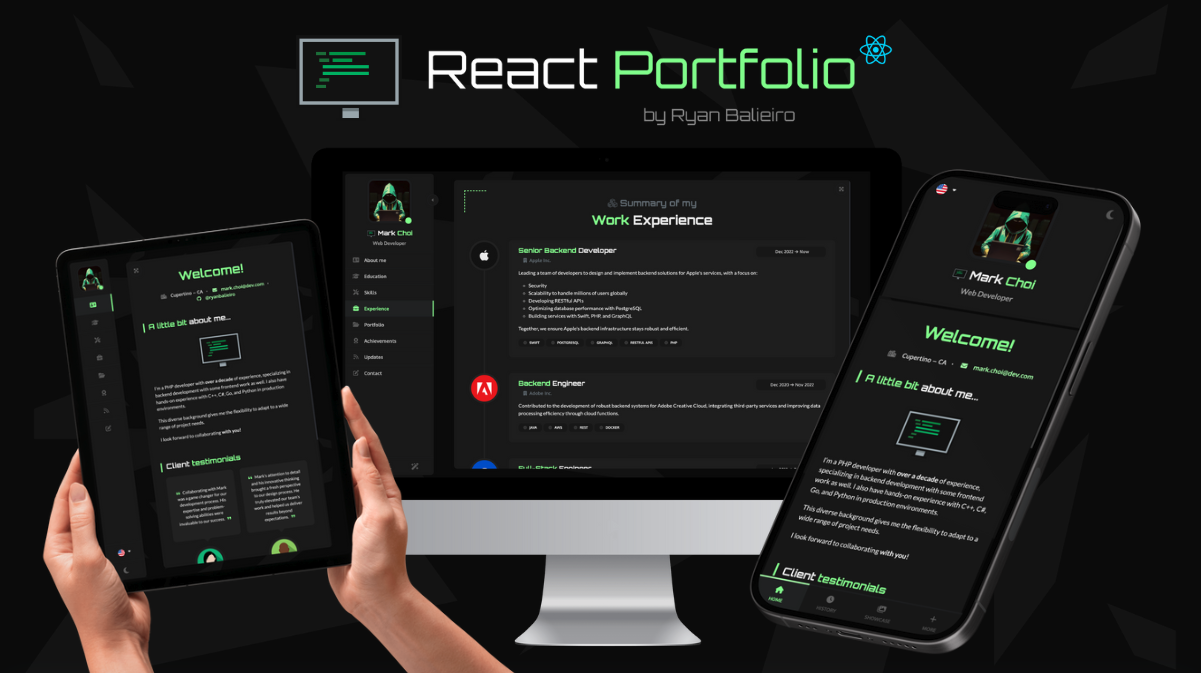 React Portfolio
by Ryan Balieiro
Welcome!
Cupertino – CA
mark.choi@dev.com
@ryanbalieiro
A little bit about me...
I'm a PHP developer with over a decade of experience, specializing in
backend development with some frontend work as well. I also have
hands-on experience with C++, C#, Go, and Python in production
environments.
This diverse background gives me the flexibility to adapt to a wide
range of project needs.
I look forward to collaborating with you!
Client testimonials
Collaborating with Mark
was a game changer for our
development process. His
expertise and problem-
solving abilities were
invaluable to our success.
Mark's attention to detail
and his innovative thinking
brought a fresh perspective
to our design process. He
truly elevated our team's
work and helped us deliver
results beyond
expectations.
Mark Choi
Web Developer
About me
Education
Skills
Experience
Portfolio
Achievements
Updates
Contact
Summary of my
Work Experience
Senior Backend Developer
Dec 2022 → Now
Apple Inc.
Leading a team of developers to design and implement backend solutions for Apple's services, with a focus on:
Security
Scalability to handle millions of users globally
Developing RESTful APIs
Optimizing database performance with PostgreSQL
Building services with Swift, PHP, and GraphQL
Together, we ensure Apple's backend infrastructure stays robust and efficient.
SWIFT POSTGRESQL GRAPHQL RESTFUL APIS PHP
Backend Engineer
Dec 2020 → Nov 2022
Adobe Inc.
Contributed to the development of robust backend systems for Adobe Creative Cloud, integrating third-party services and improving data
processing efficiency through cloud functions.
JAVA AWS REST DOCKER
Full-Stack Engineer
Mark Choi
Web Developer
Welcome!
Cupertino – CA
mark.choi@dev.com
A little bit about me...
I'm a PHP developer with over a decade of experience,
specializing in backend development with some frontend
work as well. I also have hands-on experience with C++, C#,
Go, and Python in production environments.
This diverse background gives me the flexibility to adapt to a
wide range of project needs.
I look forward to collaborating with you!
Client testimonials
HOME
HISTORY
SHOWCASE
MORE